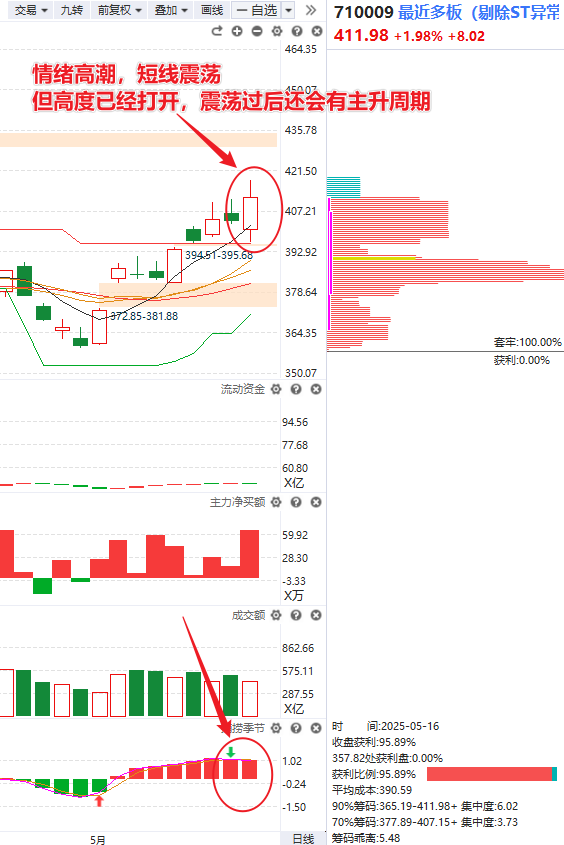 交易 九转 前复权 叠加 画线 一 自选
710009 最近多板（剔除ST异常
411.98 +1.98% +8.02
464.35
情绪高潮，短线震荡
450.07
但高度已经打开，震荡过后还会有主升周期
435.78
421.50
407.21
392.92
394.51-395.68
378.64
372.85-381.88
364.35
套牢:100.00%
获利:0.00%
350.07
流动资金
94.56
77.68
60.80
X亿
主力净买额
59.92
28.30
-3.33
X万
成交额
862.66
575.11
287.55
X亿
捞季节
1.02
-0.24
-1.50
5月
日线
时 间:2025-05-16
收盘获利:95.89%
357.82处获利盘:0.00%
获利比例:95.89%
平均成本:390.59
90%筹码:365.19-411.98+ 集中度:6.02
70%筹码:377.89-407.15+ 集中度:3.73
筹码乖离:5.48